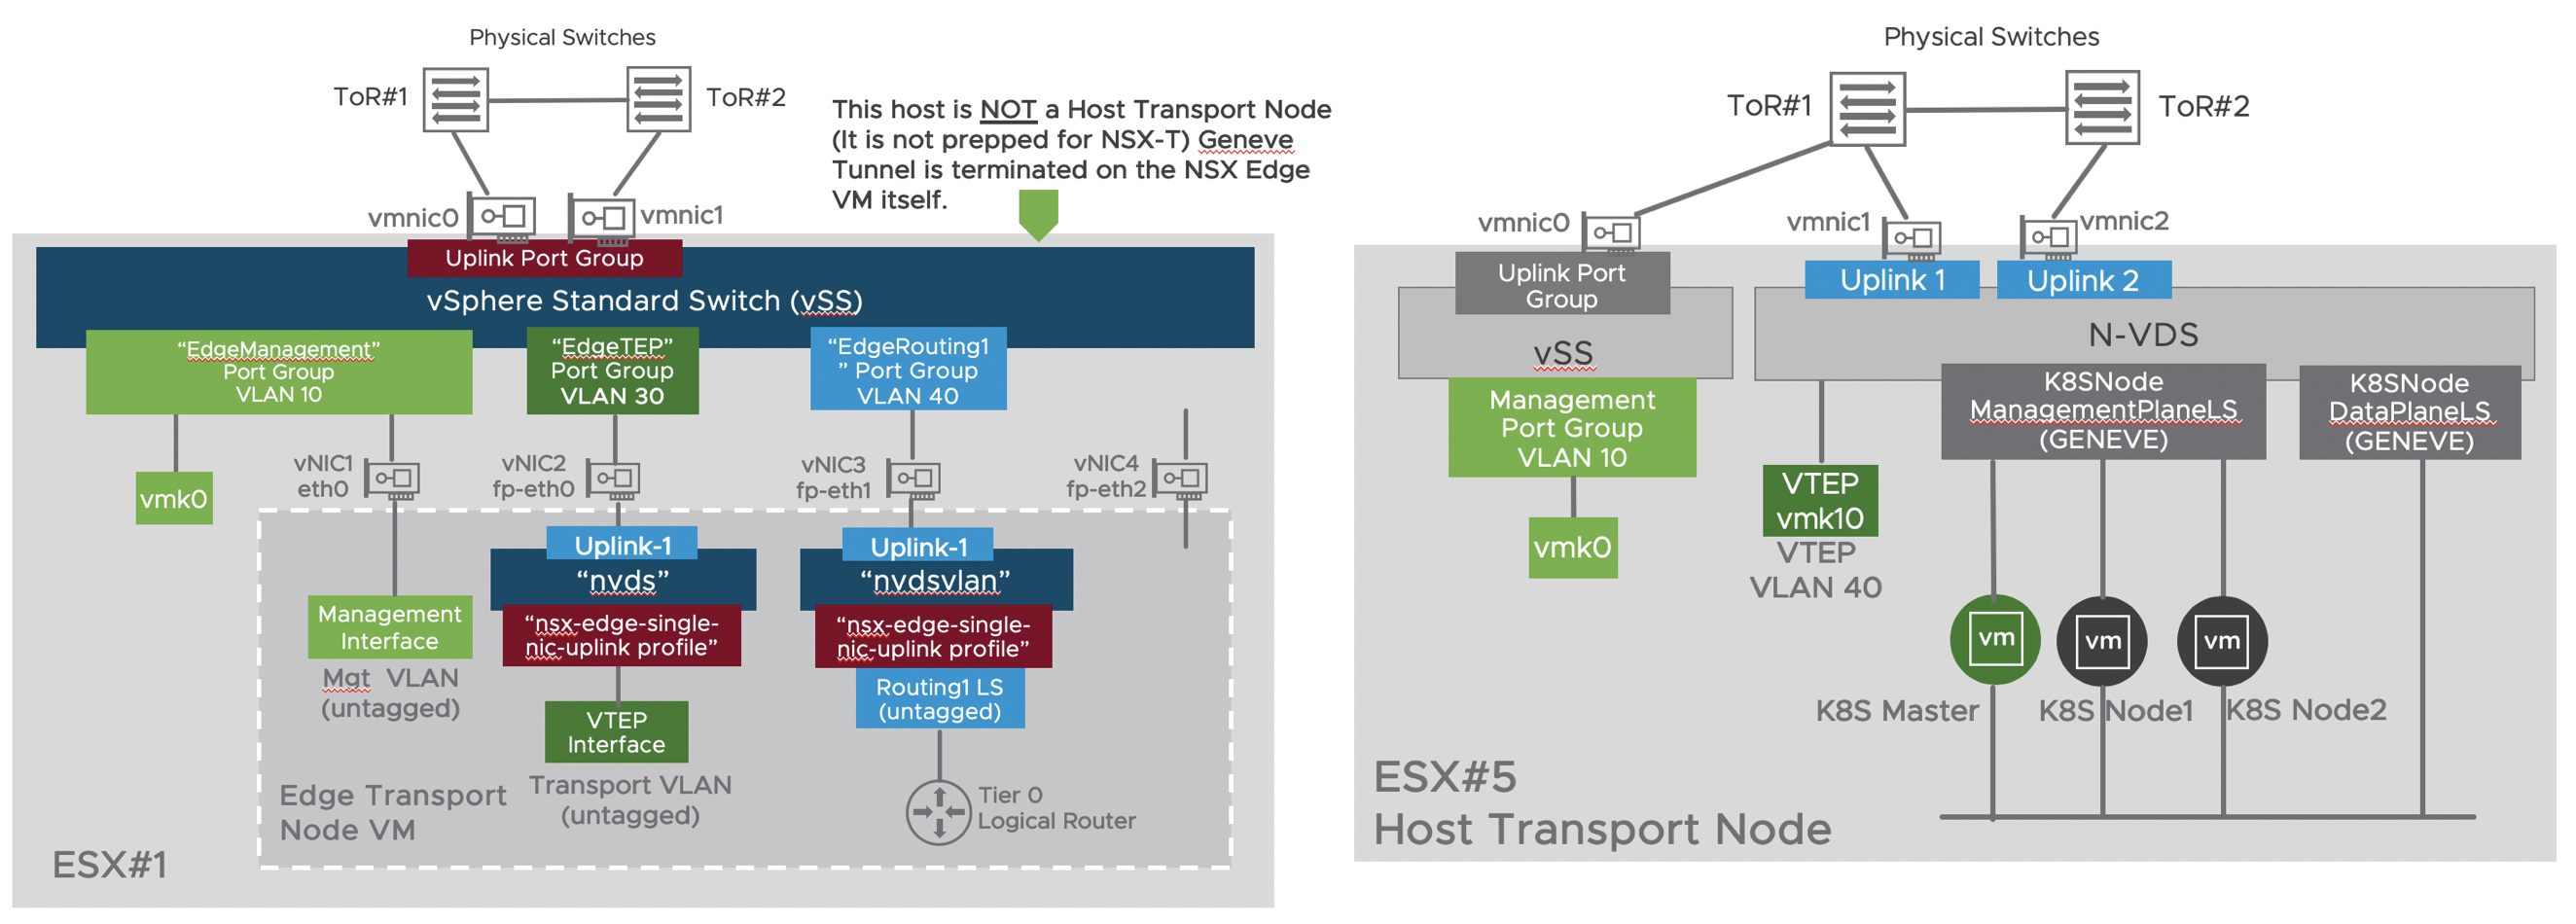 Physical Switches
ToR#1
ToR#2
This host is NOT a Host Transport Node
(It is not prepped for NSX-T) Geneve
Tunnel is terminated on the NSX Edge
VM itself.
vmnic0
vmnic1
Uplink Port Group
vSphere Standard Switch (vSS)
“EdgeManagement”
Port Group
VLAN 10
“EdgeTEP”
Port Group
VLAN 30
“EdgeRouting1
” Port Group
VLAN 40
vmk0
vNIC1
eth0
vNIC2
fp-eth0
vNIC3
fp-eth1
vNIC4
fp-eth2
Management
Interface
Mgt VLAN
(untagged)
Uplink-1
“nvds”
“nsx-edge-single-
nic-uplink profile”
VTEP
Interface
Transport VLAN
(untagged)
Uplink-1
“nvdsvlan”
“nsx-edge-single-
nic-uplink profile”
Routing1 LS
(untagged)
Tier 0
Logical Router
Edge Transport
Node VM
ESX#1
Physical Switches
ToR#1
ToR#2
vmnic0
vmnic1
vmnic2
Uplink Port
Group
vSS
Management
Port Group
VLAN 10
vmk0
Uplink 1
Uplink 2
N-VDS
VTEP
vmk10
VTEP
VLAN 40
K8SNode
ManagementPlaneLS
(GENEVE)
K8SNode
DataPlaneLS
(GENEVE)
vm
vm
vm
K8S Master
K8S Node1
K8S Node2
ESX#5
Host Transport Node